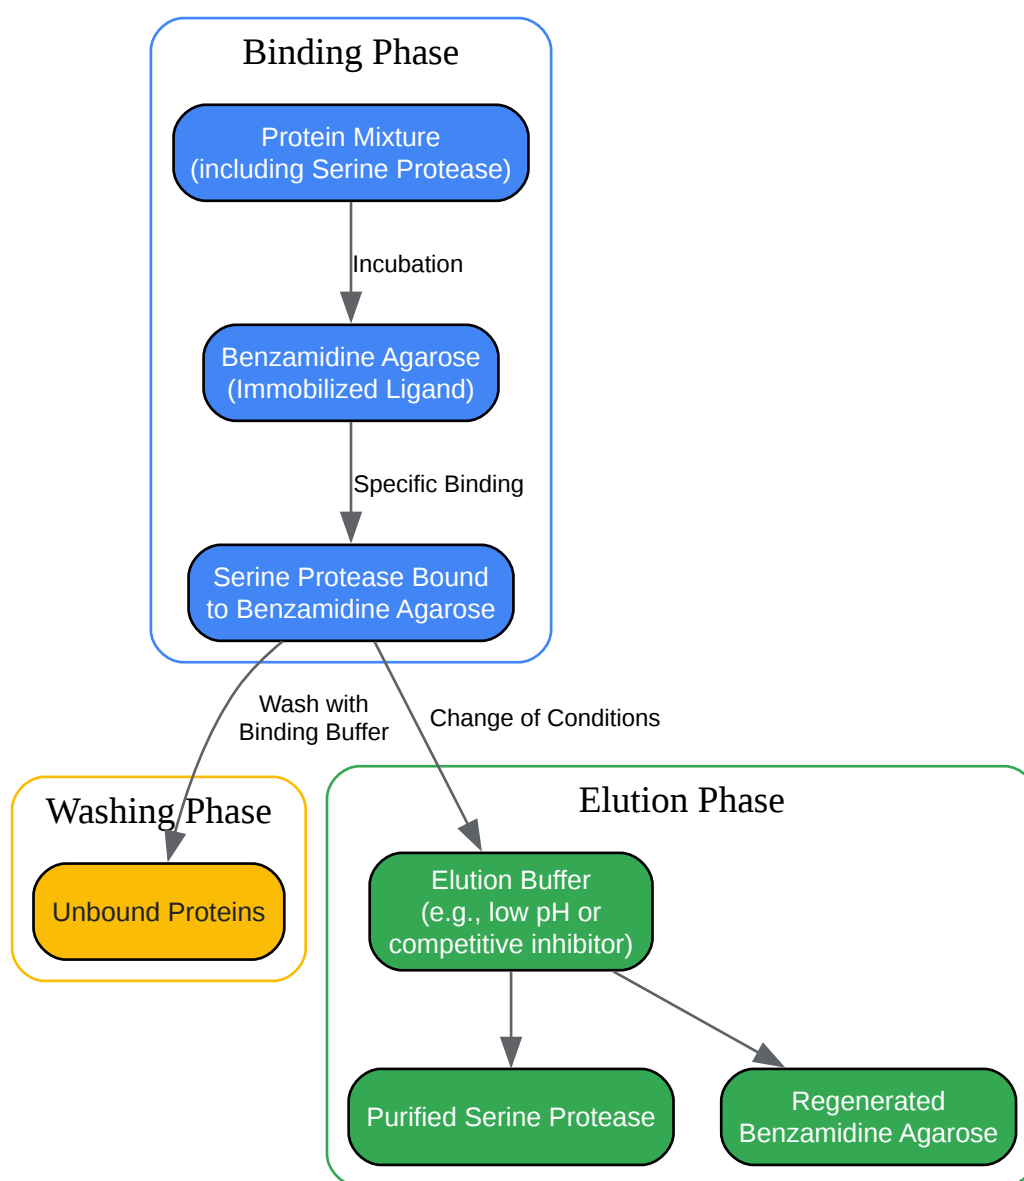 Binding Phase
Protein Mixture
(including Serine Protease)
Incubation
Benzamidine Agarose
(Immobilized Ligand)
Specific Binding
Serine Protease Bound
to Benzamidine Agarose
Wash with
Binding Buffer
Change of Conditions
Washing Phase
Unbound Proteins
Elution Phase
Elution Buffer
(e.g., low pH or
competitive inhibitor)
Purified Serine Protease
Regenerated
Benzamidine Agarose